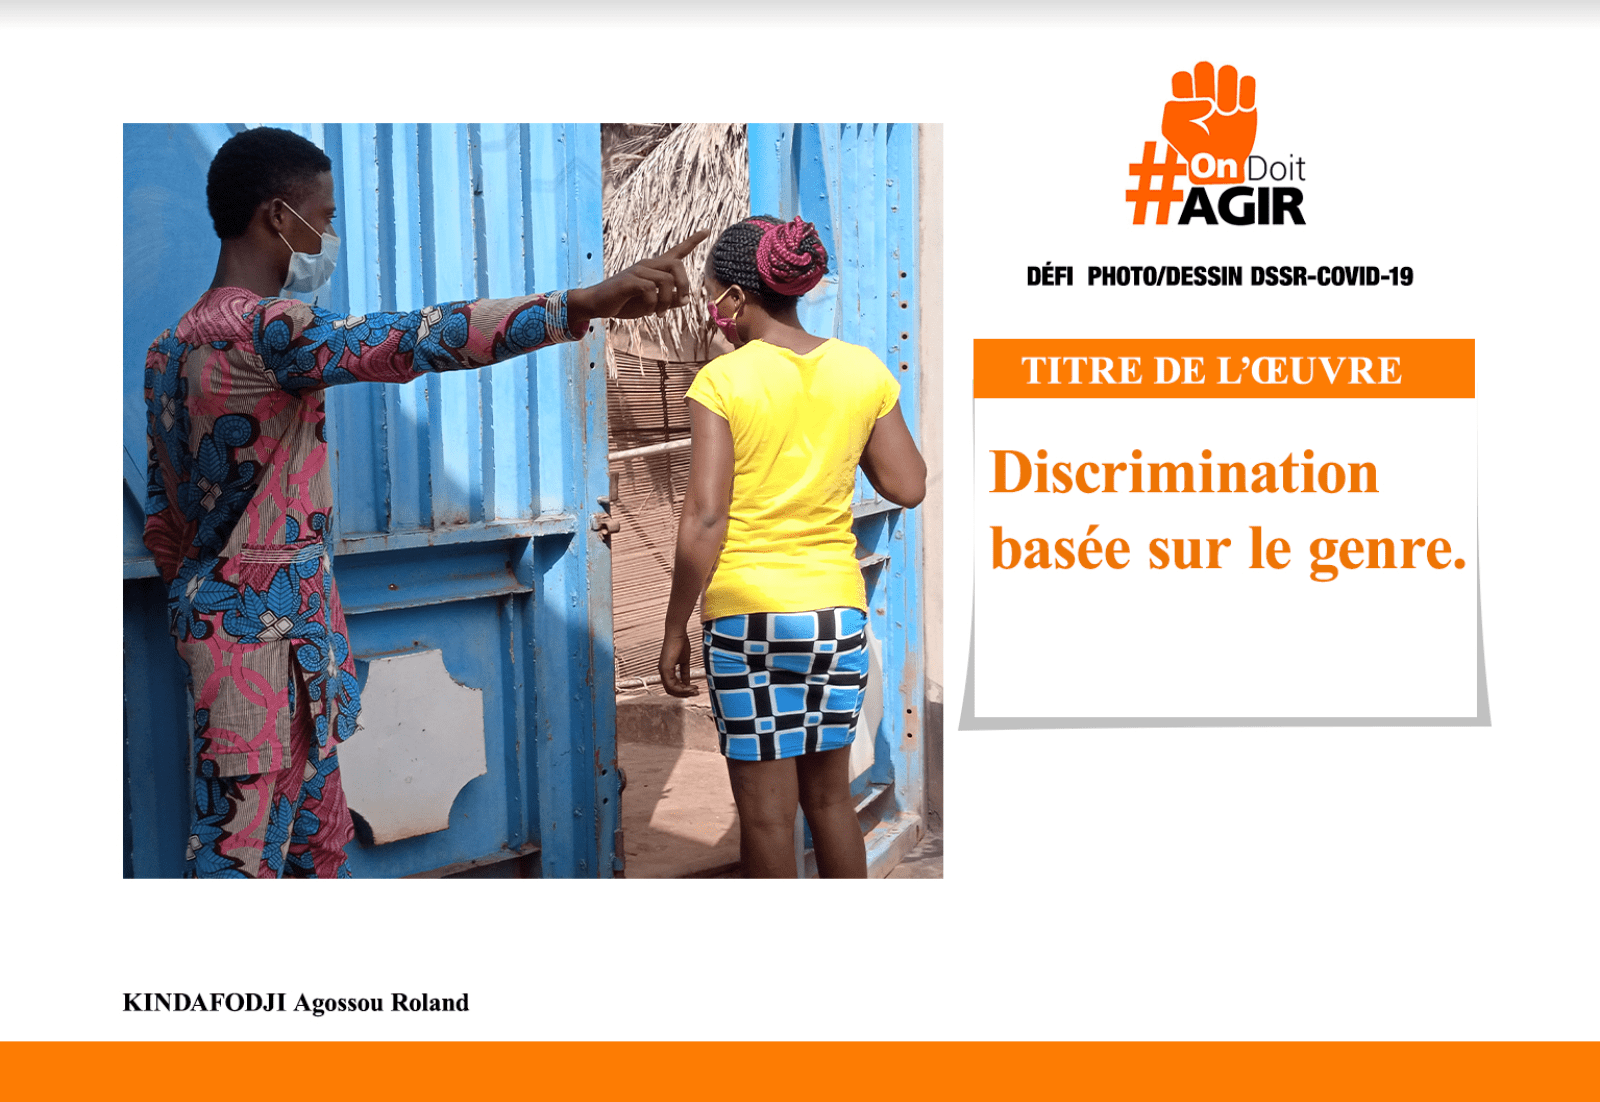 #On Doit
AGIR
DÉFI PHOTO/DESSIN DSSR-COVID-19
TITRE DE L'ŒUVRE
Discrimination
basée sur le genre.
KINDAFODJI Agossou Roland